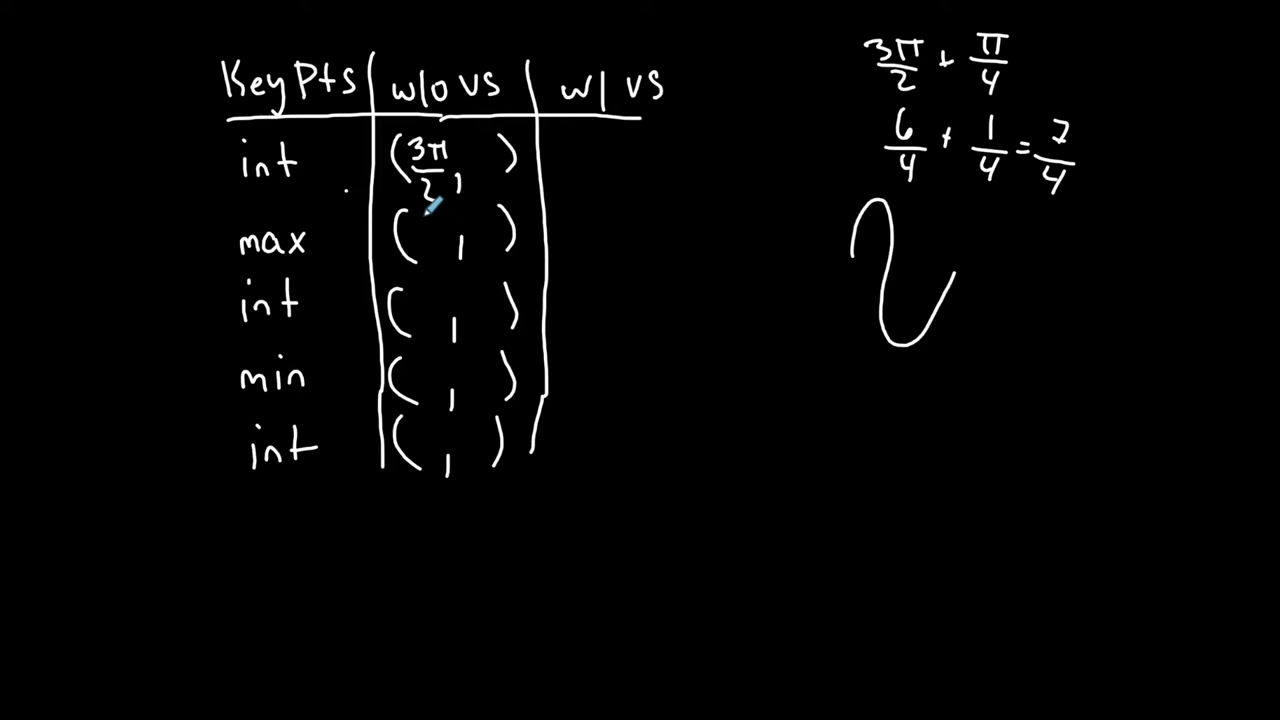 Key Pts w/o VS w/ VS
int (3π/2, )
max ( , )
int ( , )
min ( , )
int ( , )
3π/2 + π/4
6/4 + 1/4 = 7/4